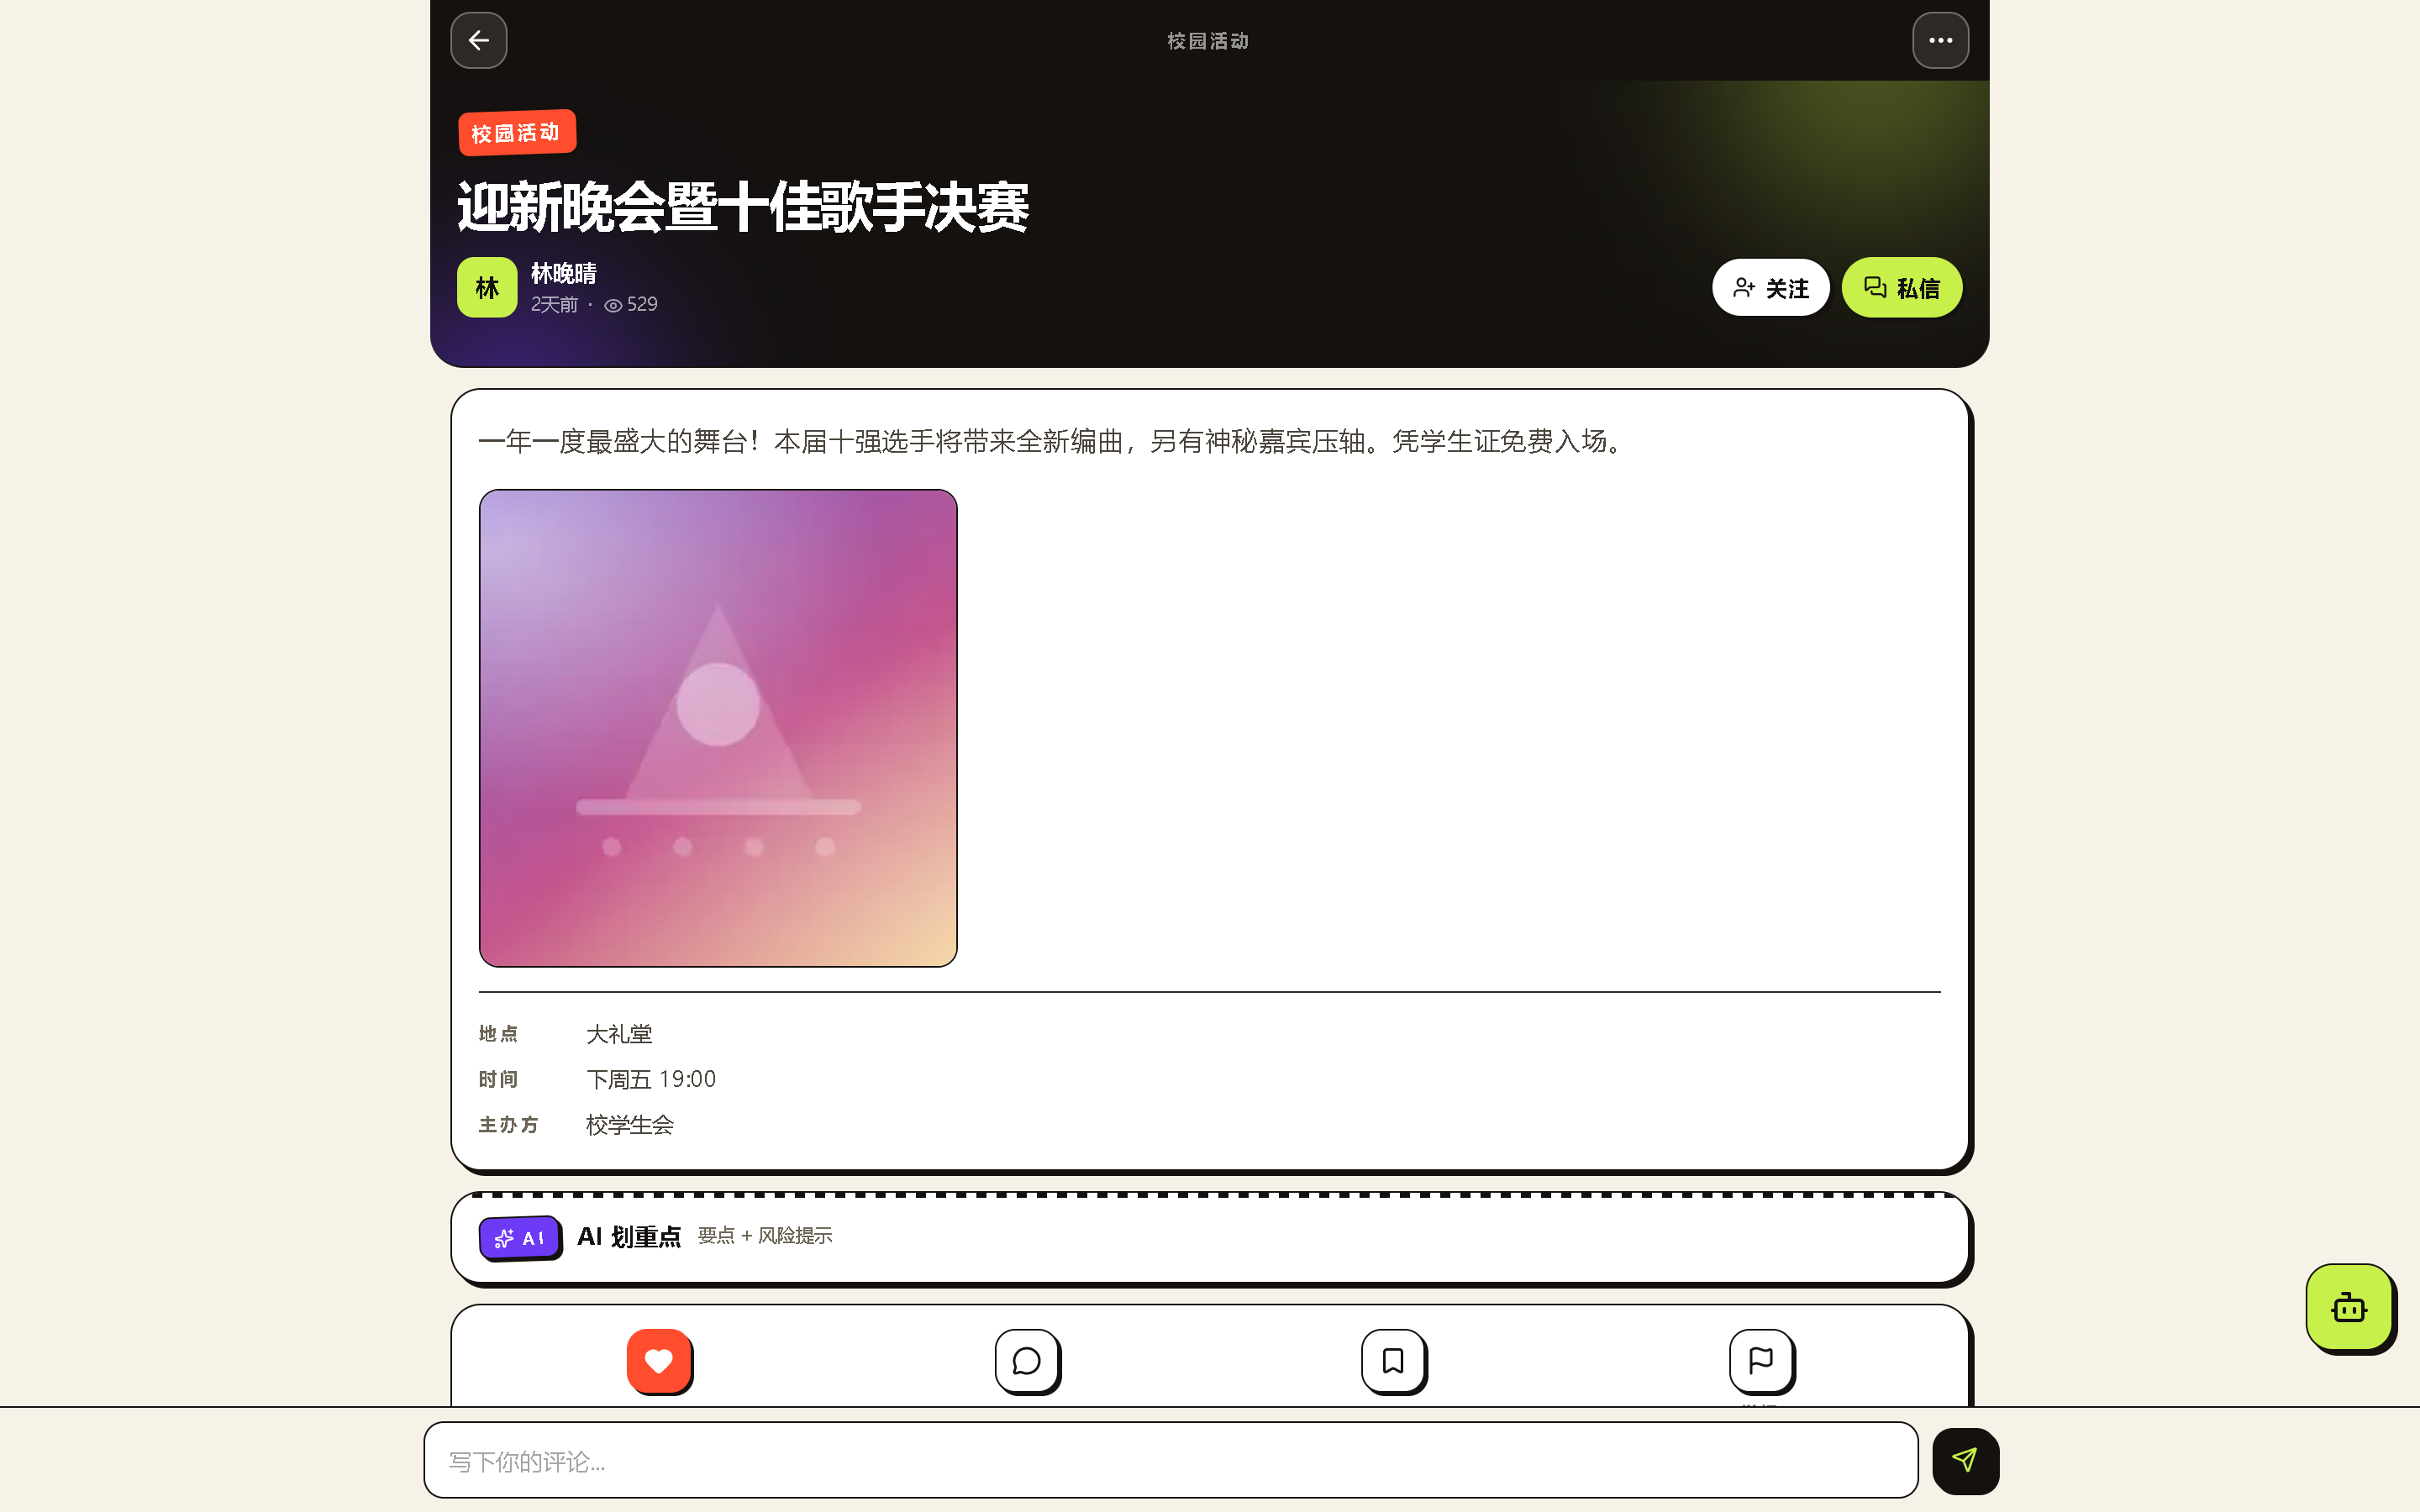 校园活动
校园活动
迎新晚会暨十佳歌手决赛
林
林晚晴
2天前 · 529
关注
私信
一年一度最盛大的舞台！本届十强选手将带来全新编曲，另有神秘嘉宾压轴。凭学生证免费入场。
地点 大礼堂
时间 下周五 19:00
主办方 校学生会
AI
AI 划重点 要点 + 风险提示
写下你的评论...